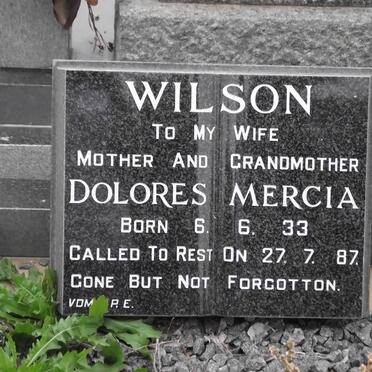 WILSON
TO MY WIFE
MOTHER AND GRANDMOTHER
DOLORES MERCIA
BORN 6. 6. 33
CALLED TO REST ON 27. 7. 87.
GONE BUT NOT FORGOTTON.
P.E.